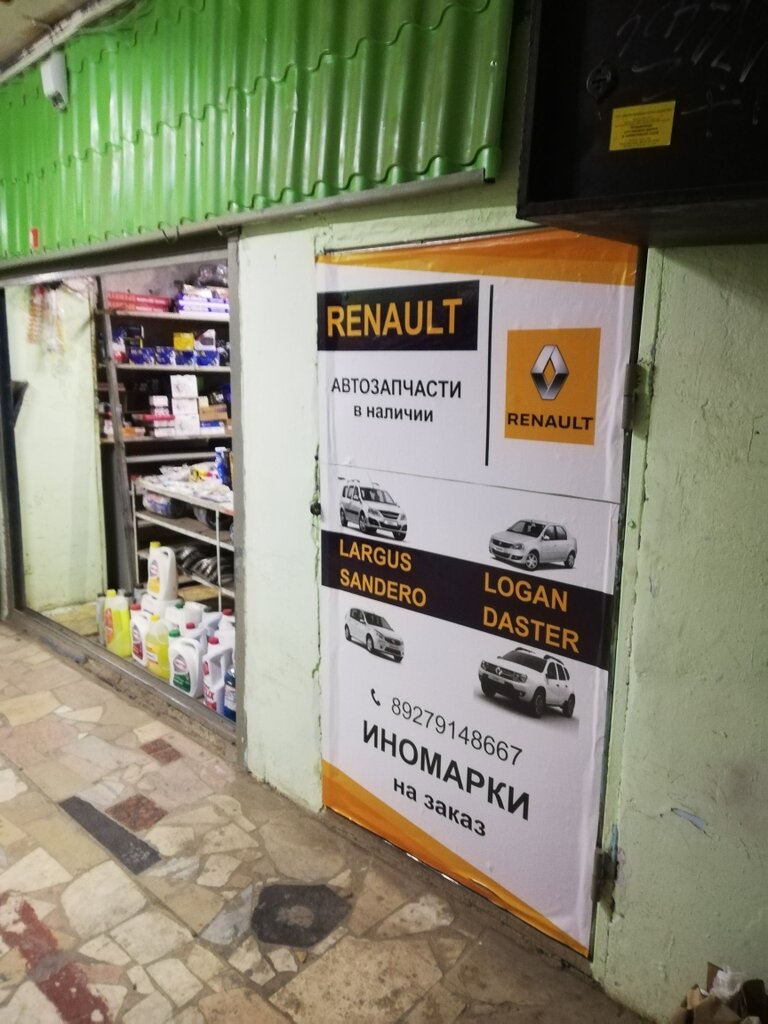 RENAULT
АВТОЗАПЧАСТИ
в наличии
RENAULT
LARGUS
SANDERO
LOGAN
DASTER
89279148667
ИНОМАРКИ
на заказ